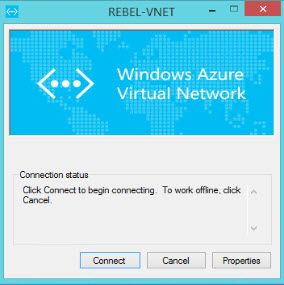 REBEL-VNET
Windows Azure
Virtual Network
Connection status
Click Connect to begin connecting. To work offline, click
Cancel.
Connect
Cancel
Properties